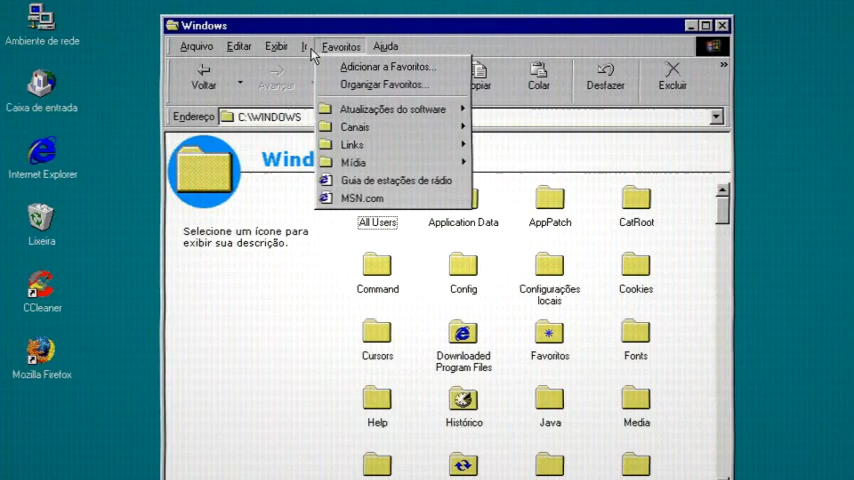 Ambiente de rede
Caixa de entrada
Internet Explorer
Lixeira
CCleaner
Mozilla Firefox
Windows
Arquivo Editar Exibir Ir Favoritos Ajuda
Voltar Avançar Colar Desfazer Excluir »
Endereço C:\WINDOWS
Adicionar a Favoritos...
Organizar Favoritos...
Atualizações do software
Canais
Links
Mídia
Guia de estações de rádio
MSN.com
Selecione um ícone para
exibir sua descrição.
All Users Application Data AppPatch CatRoot
Command Config Configurações
locais Cookies
Cursors Downloaded
Program Files Favoritos Fonts
Help Histórico Java Media